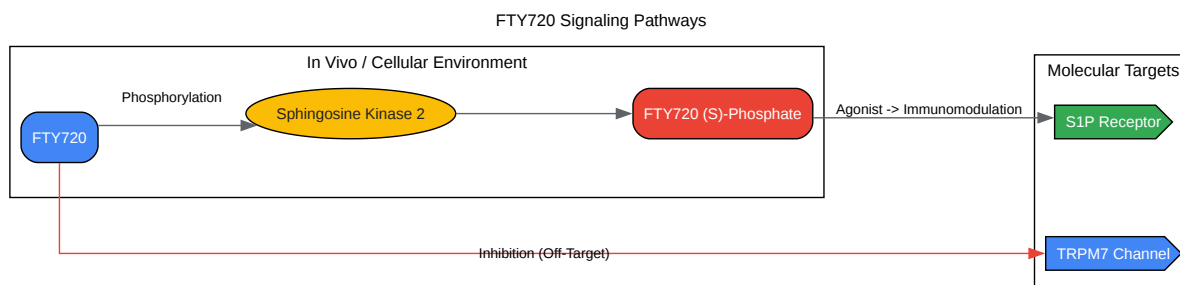 FTY720 Signaling Pathways
In Vivo / Cellular Environment
Molecular Targets
Phosphorylation
FTY720
Sphingosine Kinase 2
FTY720 (S)-Phosphate
Agonist -> Immunomodulation
S1P Receptor
Inhibition (Off-Target)
TRPM7 Channel